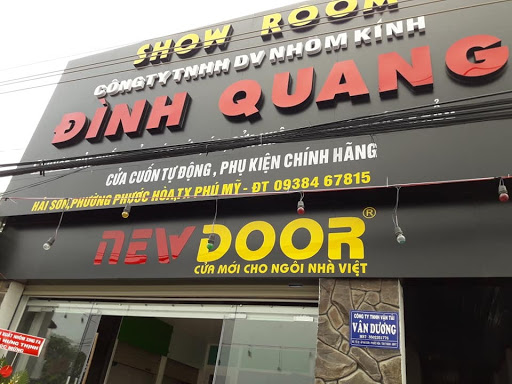 SHOW ROOM
CÔNG TY TNHH DV NHÔM KÍNH
ĐÌNH QUANG
CỬA CUỐN TỰ ĐỘNG, PHỤ KIỆN CHÍNH HÃNG
HẢI SƠN, PHƯỜNG PHƯỚC HÒA, TX PHÚ MỸ - ĐT 09384 67815
NEWDOOR®
CỬA MỚI CHO NGÔI NHÀ VIỆT
CÔNG TY TNHH VẬN TẢI
VÂN DƯƠNG